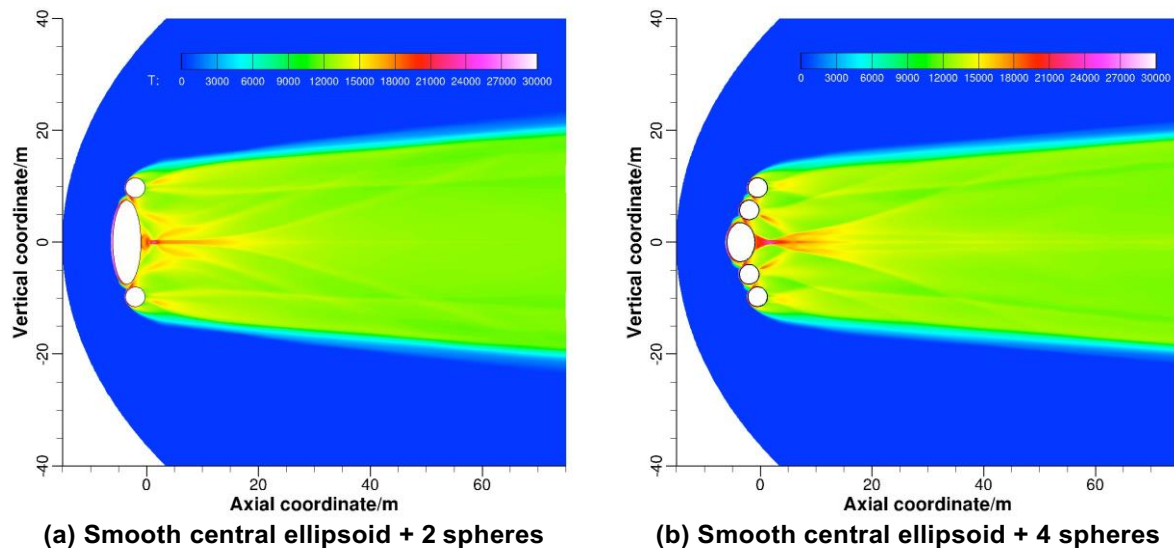 40
20
0
-20
-40
Vertical coordinate/m
T:
0 3000 6000 9000 12000 15000 18000 21000 24000 27000 30000
0 20 40 60
Axial coordinate/m
(a) Smooth central ellipsoid + 2 spheres
40
20
0
-20
-40
Vertical coordinate/m
0 3000 6000 9000 12000 15000 18000 21000 24000 27000 30000
0 20 40 60
Axial coordinate/m
(b) Smooth central ellipsoid + 4 spheres